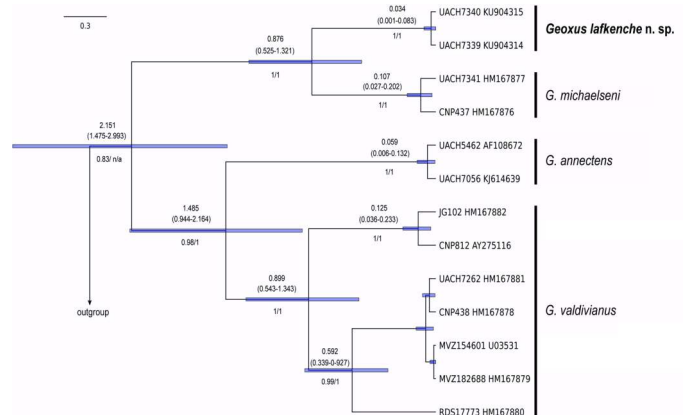 0.3
0.034
(0.001-0.083)
1/1
UACH7340 KU904315
UACH7339 KU904314
Geoxus lafkenche n. sp.
0.876
(0.525-1.321)
1/1
0.107
(0.027-0.202)
1/1
UACH7341 HM167877
CNP437 HM167876
G. michaelseni
2.151
(1.475-2.993)
0.83/ n/a
0.059
(0.006-0.132)
1/1
UACH5462 AF108672
UACH7056 KJ614639
G. annectens
1.485
(0.944-2.164)
0.98/1
0.125
(0.036-0.233)
1/1
JG102 HM167882
CNP812 AY275116
0.899
(0.543-1.343)
1/1
UACH7262 HM167881
CNP438 HM167878
G. valdivianus
outgroup
0.592
(0.339-0.927)
0.99/1
MVZ154601 U03531
MVZ182688 HM167879
RDS17773 HM167880